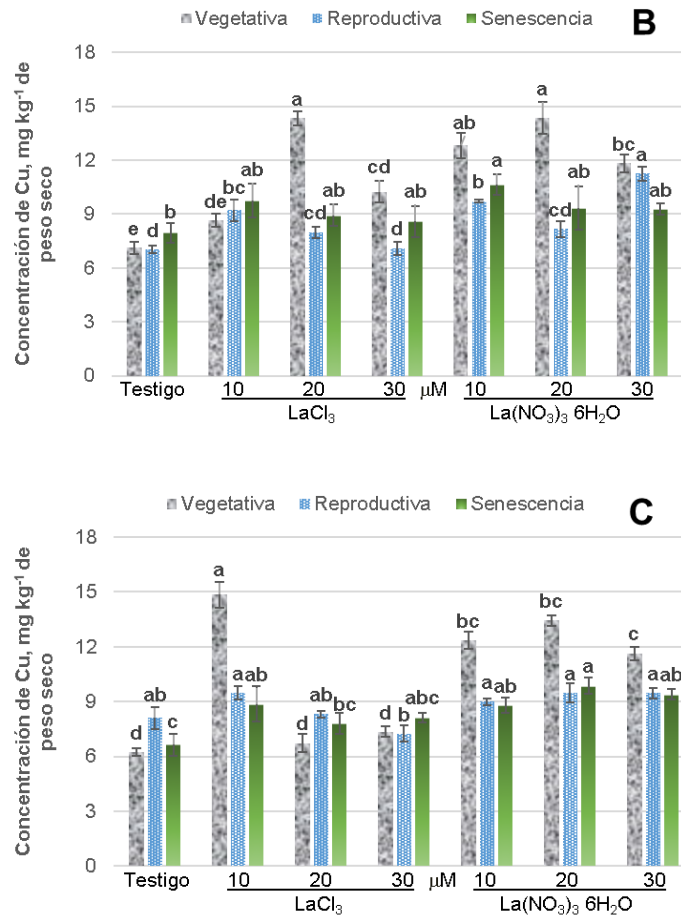 Vegetativa Reproductiva Senescencia B
Concentración de Cu, mg kg⁻¹ de
peso seco
18
15
12
9
6
3
0
e d b
de bc ab
a cd ab
cd d ab
ab b a
a cd ab
bc a ab
Testigo 10 20 30 µM 10 20 30
LaCl₃ La(NO₃)₃ 6H₂O
Vegetativa Reproductiva Senescencia C
Concentración de Cu, mg kg⁻¹ de
peso seco
18
15
12
9
6
3
0
d ab c
a a ab
d ab bc
d b abc
bc a ab
bc a a
c a ab
Testigo 10 20 30 µM 10 20 30
LaCl₃ La(NO₃)₃ 6H₂O